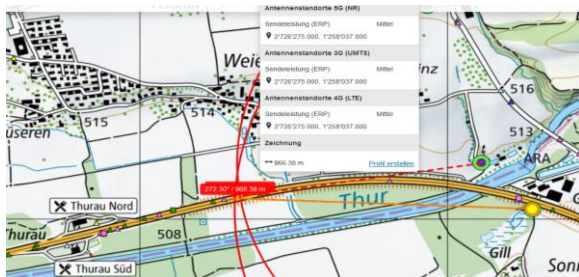 Antennenstandorte 5G (NR)
Sendeleistung (ERP) Mittel
2'726'275.000, 1'258'037.000
Antennenstandorte 3G (UMTS)
Sendeleistung (ERP) Mittel
2'726'275.000, 1'258'037.000
Antennenstandorte 4G (LTE)
Sendeleistung (ERP) Mittel
2'726'275.000, 1'258'037.000
Zeichnung
966.38 m Profil erstellen
515
514
516
513
ARA
272.30° / 966.38 m
Thurau Nord
Thur
Thurau
508
Gill
Thurau Süd